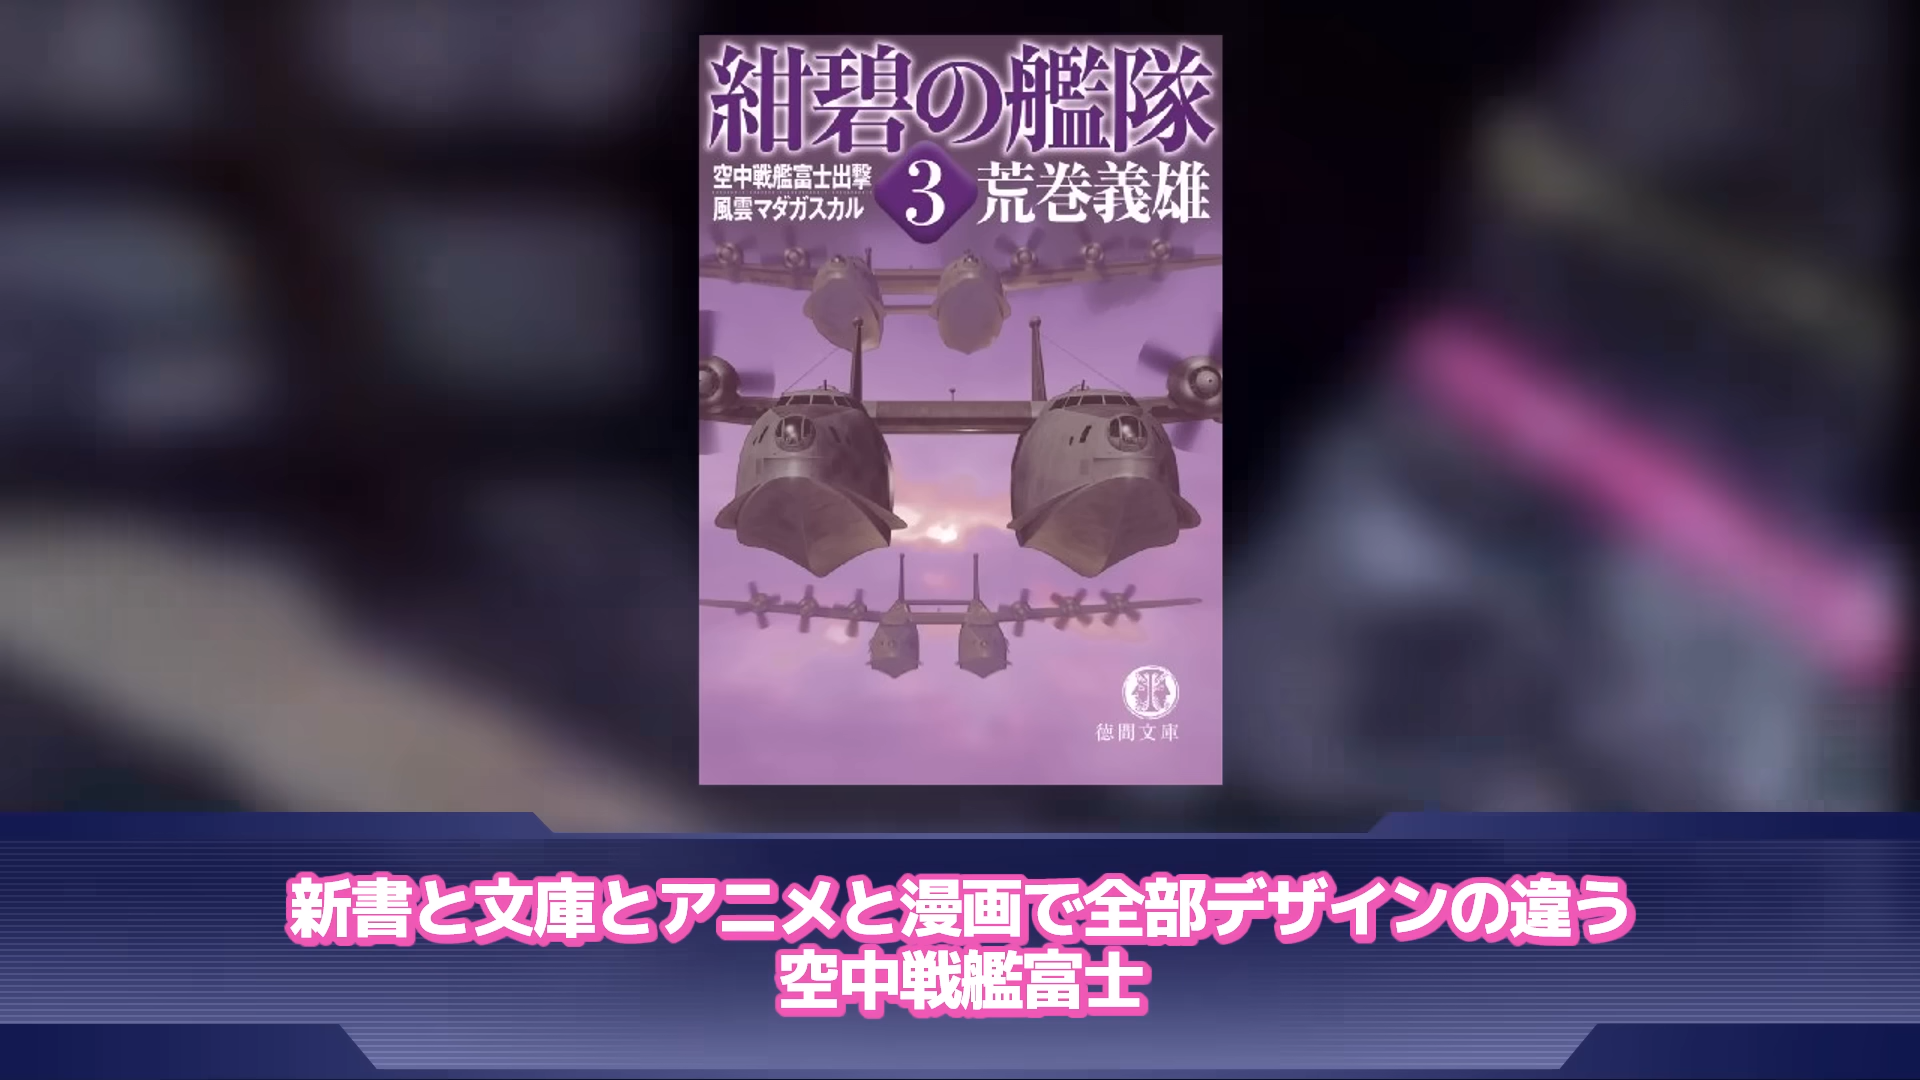 紺碧の艦隊
空中戦艦富士出撃
風雲マダガスカル
3
荒巻義雄
徳間文庫
新書と文庫とアニメと漫画で全部デザインの違う
空中戦艦富士